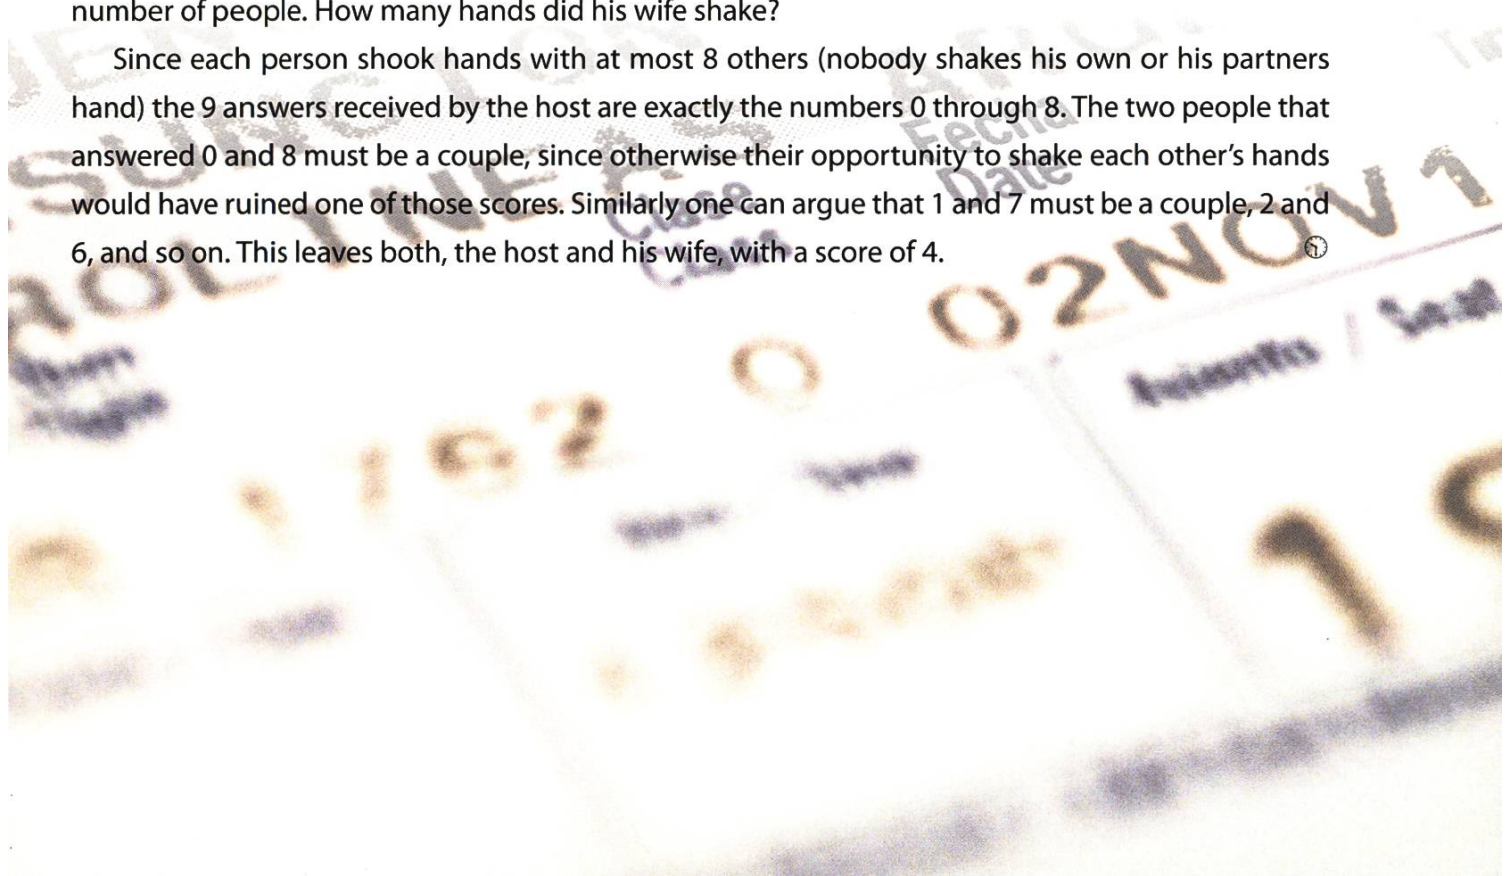 number of people. How many hands did his wife shake?
Since each person shook hands with at most 8 others (nobody shakes his own or his partners
hand) the 9 answers received by the host are exactly the numbers 0 through 8. The two people that
answered 0 and 8 must be a couple, since otherwise their opportunity to shake each other's hands
would have ruined one of those scores. Similarly one can argue that 1 and 7 must be a couple, 2 and
6, and so on. This leaves both, the host and his wife, with a score of 4.
Fecha
Date
Clase
Class
02NOV1